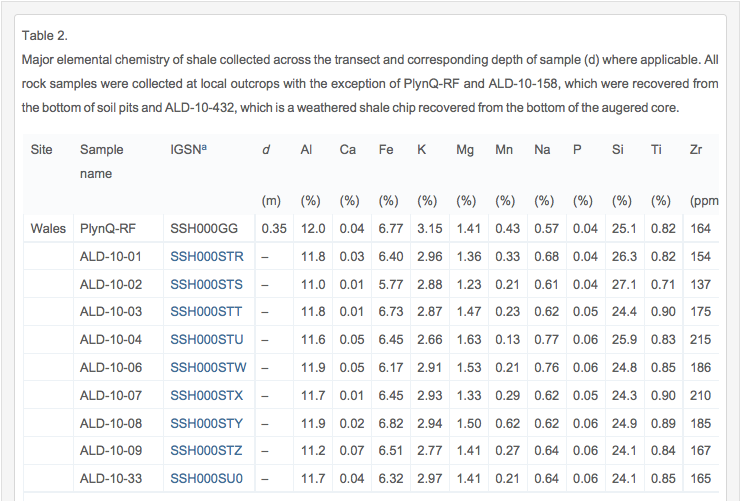 Table 2.
Major elemental chemistry of shale collected across the transect and corresponding depth of sample (d) where applicable. All
rock samples were collected at local outcrops with the exception of PlynQ-RF and ALD-10-158, which were recovered from
the bottom of soil pits and ALD-10-432, which is a weathered shale chip recovered from the bottom of the augered core.
Site Sample name IGSNa d Al Ca Fe K Mg Mn Na P Si Ti Zr
(m) (%) (%) (%) (%) (%) (%) (%) (%) (%) (%) (ppm
Wales PlynQ-RF SSH000GG 0.35 12.0 0.04 6.77 3.15 1.41 0.43 0.57 0.04 25.1 0.82 164
ALD-10-01 SSH000STR – 11.8 0.03 6.40 2.96 1.36 0.33 0.68 0.04 26.3 0.82 154
ALD-10-02 SSH000STS – 11.0 0.01 5.77 2.88 1.23 0.21 0.61 0.04 27.1 0.71 137
ALD-10-03 SSH000STT – 11.8 0.01 6.73 2.87 1.47 0.23 0.62 0.05 24.4 0.90 175
ALD-10-04 SSH000STU – 11.6 0.05 6.45 2.66 1.63 0.13 0.77 0.06 25.9 0.83 215
ALD-10-06 SSH000STW – 11.9 0.05 6.17 2.91 1.53 0.21 0.76 0.06 24.8 0.85 186
ALD-10-07 SSH000STX – 11.7 0.01 6.45 2.93 1.33 0.29 0.62 0.05 24.3 0.90 210
ALD-10-08 SSH000STY – 11.9 0.02 6.82 2.94 1.50 0.62 0.62 0.06 24.9 0.89 185
ALD-10-09 SSH000STZ – 11.2 0.07 6.51 2.77 1.41 0.27 0.64 0.06 24.1 0.84 167
ALD-10-33 SSH000SU0 – 11.7 0.04 6.32 2.97 1.41 0.21 0.64 0.06 24.1 0.85 165